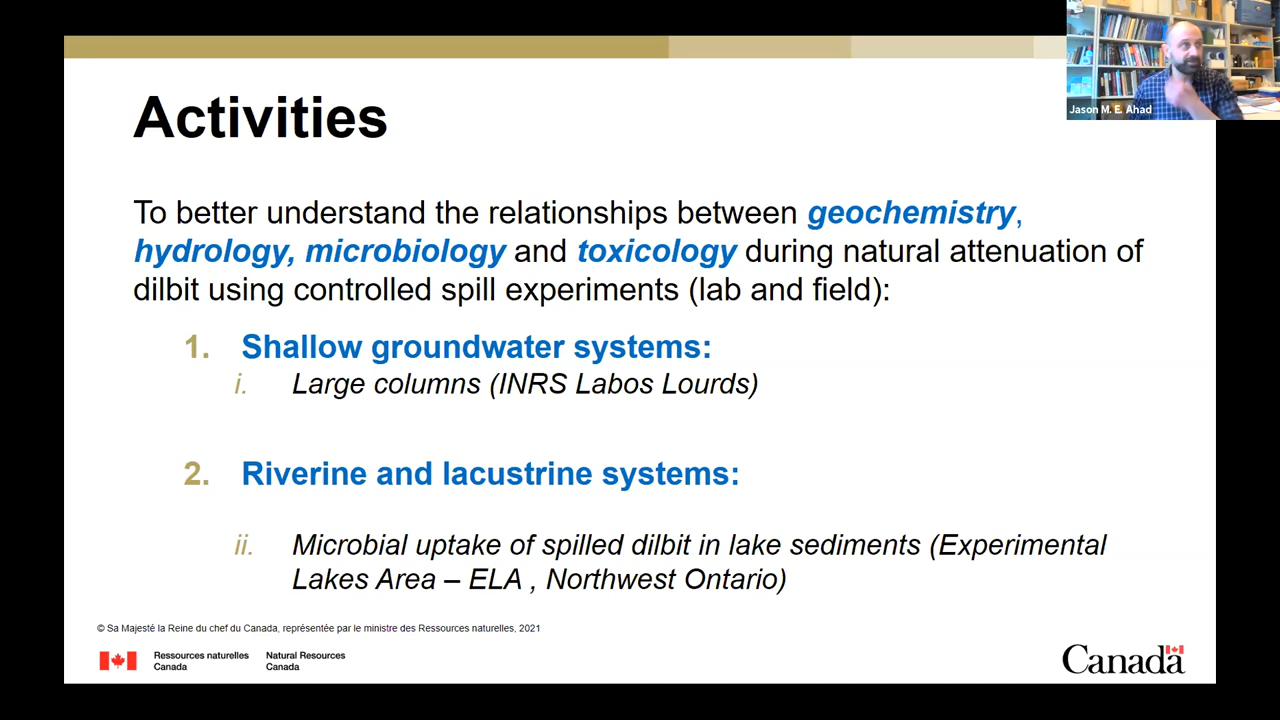 Jason M. E. Ahad
Activities
To better understand the relationships between geochemistry,
hydrology, microbiology and toxicology during natural attenuation of
dilbit using controlled spill experiments (lab and field):
1. Shallow groundwater systems:
i. Large columns (INRS Labos Lourds)
2. Riverine and lacustrine systems:
ii. Microbial uptake of spilled dilbit in lake sediments (Experimental
Lakes Area – ELA , Northwest Ontario)
© Sa Majesté la Reine du chef du Canada, représentée par le ministre des Ressources naturelles, 2021
Ressources naturelles Canada
Natural Resources Canada
Canada